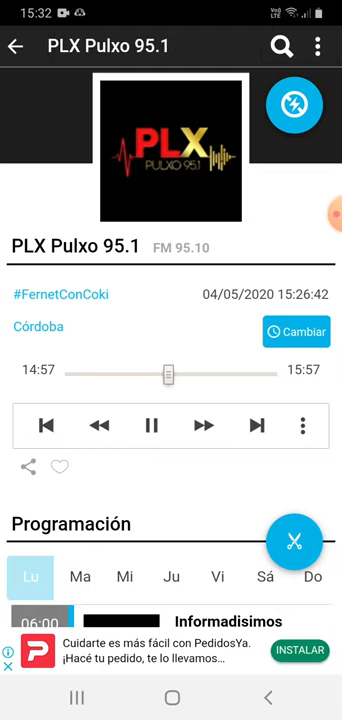 15:32
Vo)) LTE
PLX Pulxo 95.1
PLX
PULXO 95.1
PLX Pulxo 95.1 FM 95.10
#FernetConCoki 04/05/2020 15:26:42
Córdoba
Cambiar
14:57 15:57
Programación
Lu Ma Mi Ju Vi Sá Do
06:00 Informadisimos
Cuidarte es más fácil con PedidosYa.
¡Hacé tu pedido, te lo llevamos...
INSTALAR